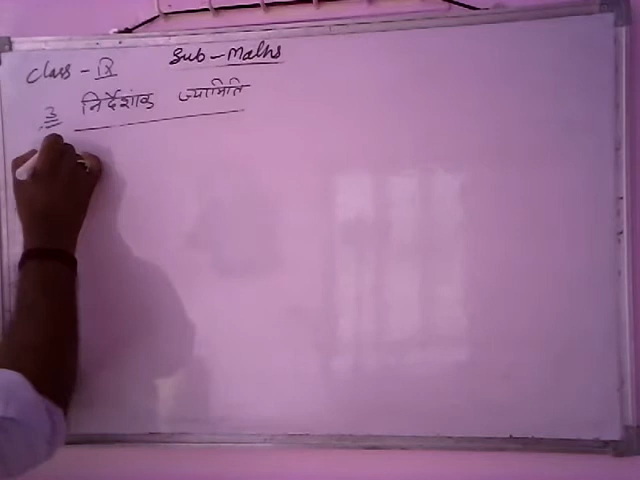 Class - IX Sub - Maths
3 निर्देशांक ज्यामिति